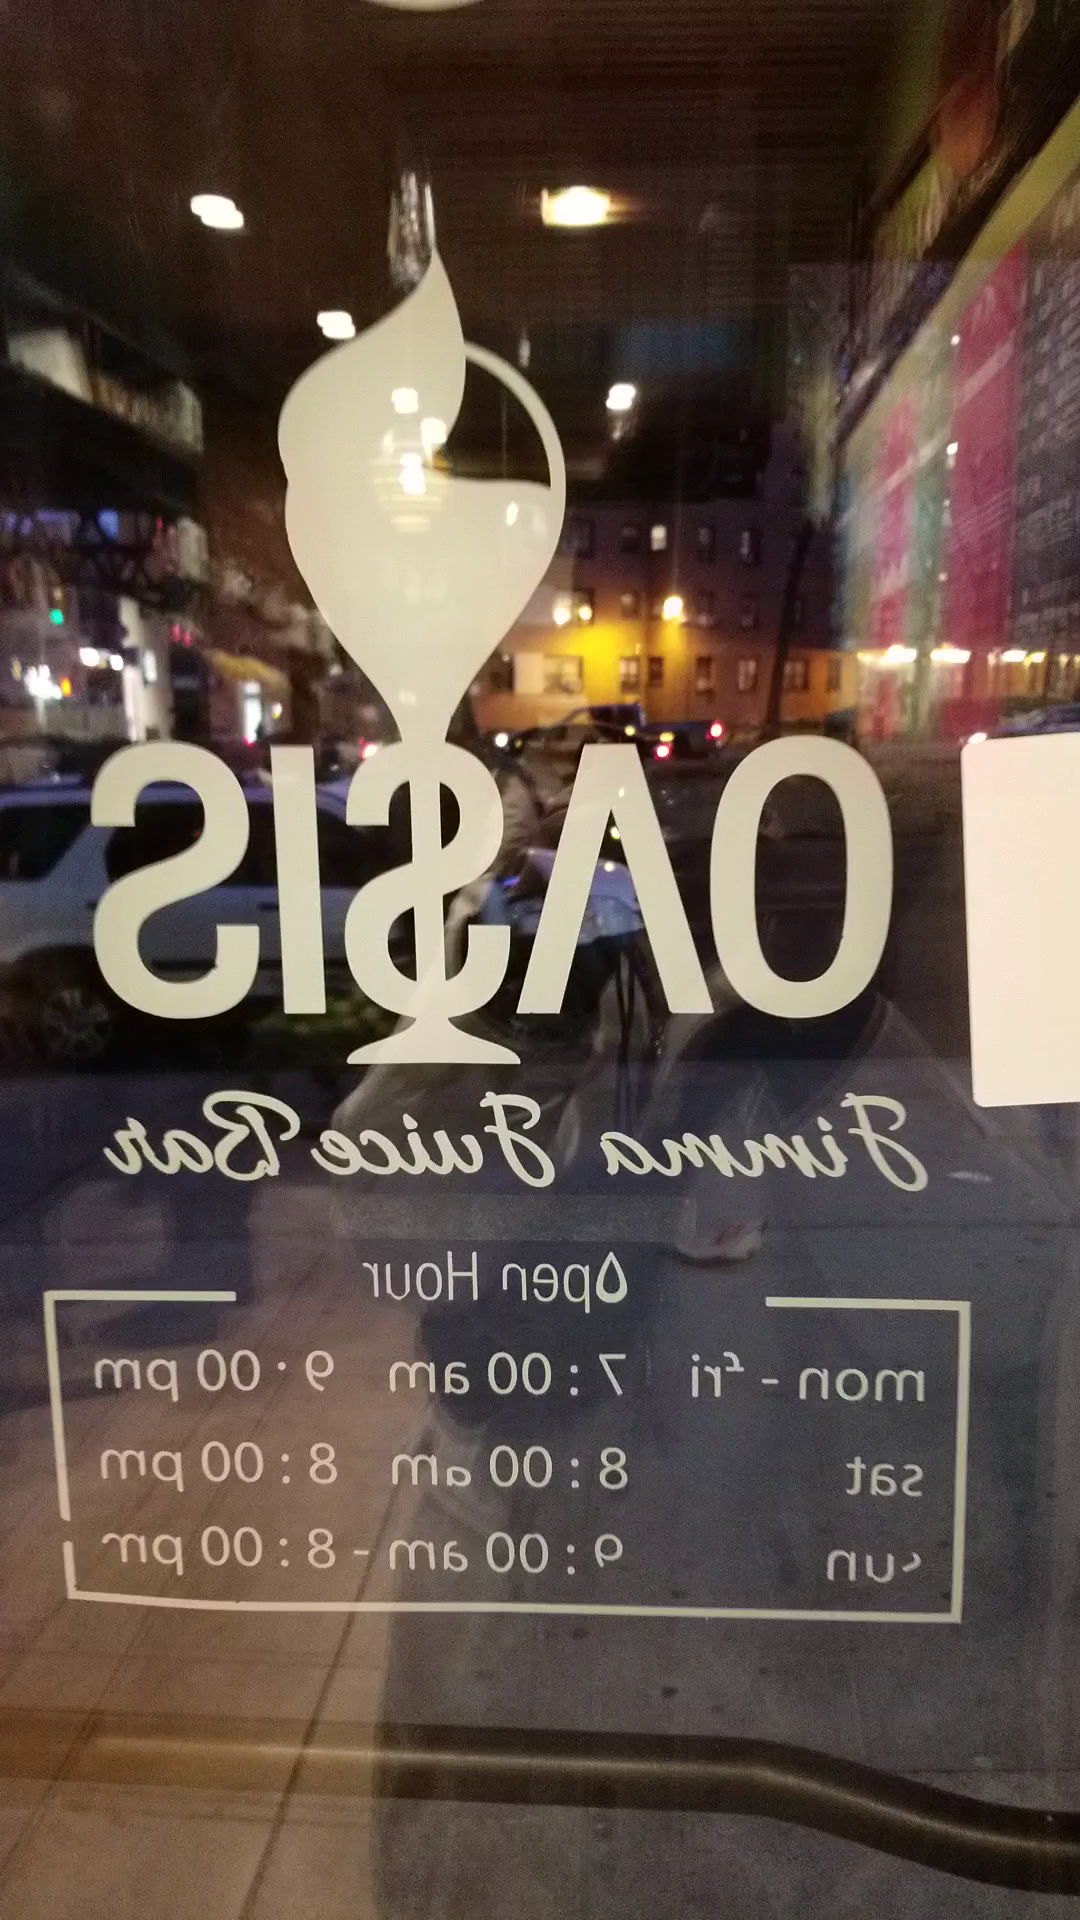 OASIS
Jimma Juice Bar
Open Hour
mon - fri 7:00 am 9:00 pm
sat 8:00 am 8:00 pm
sun 9:00 am - 8:00 pm